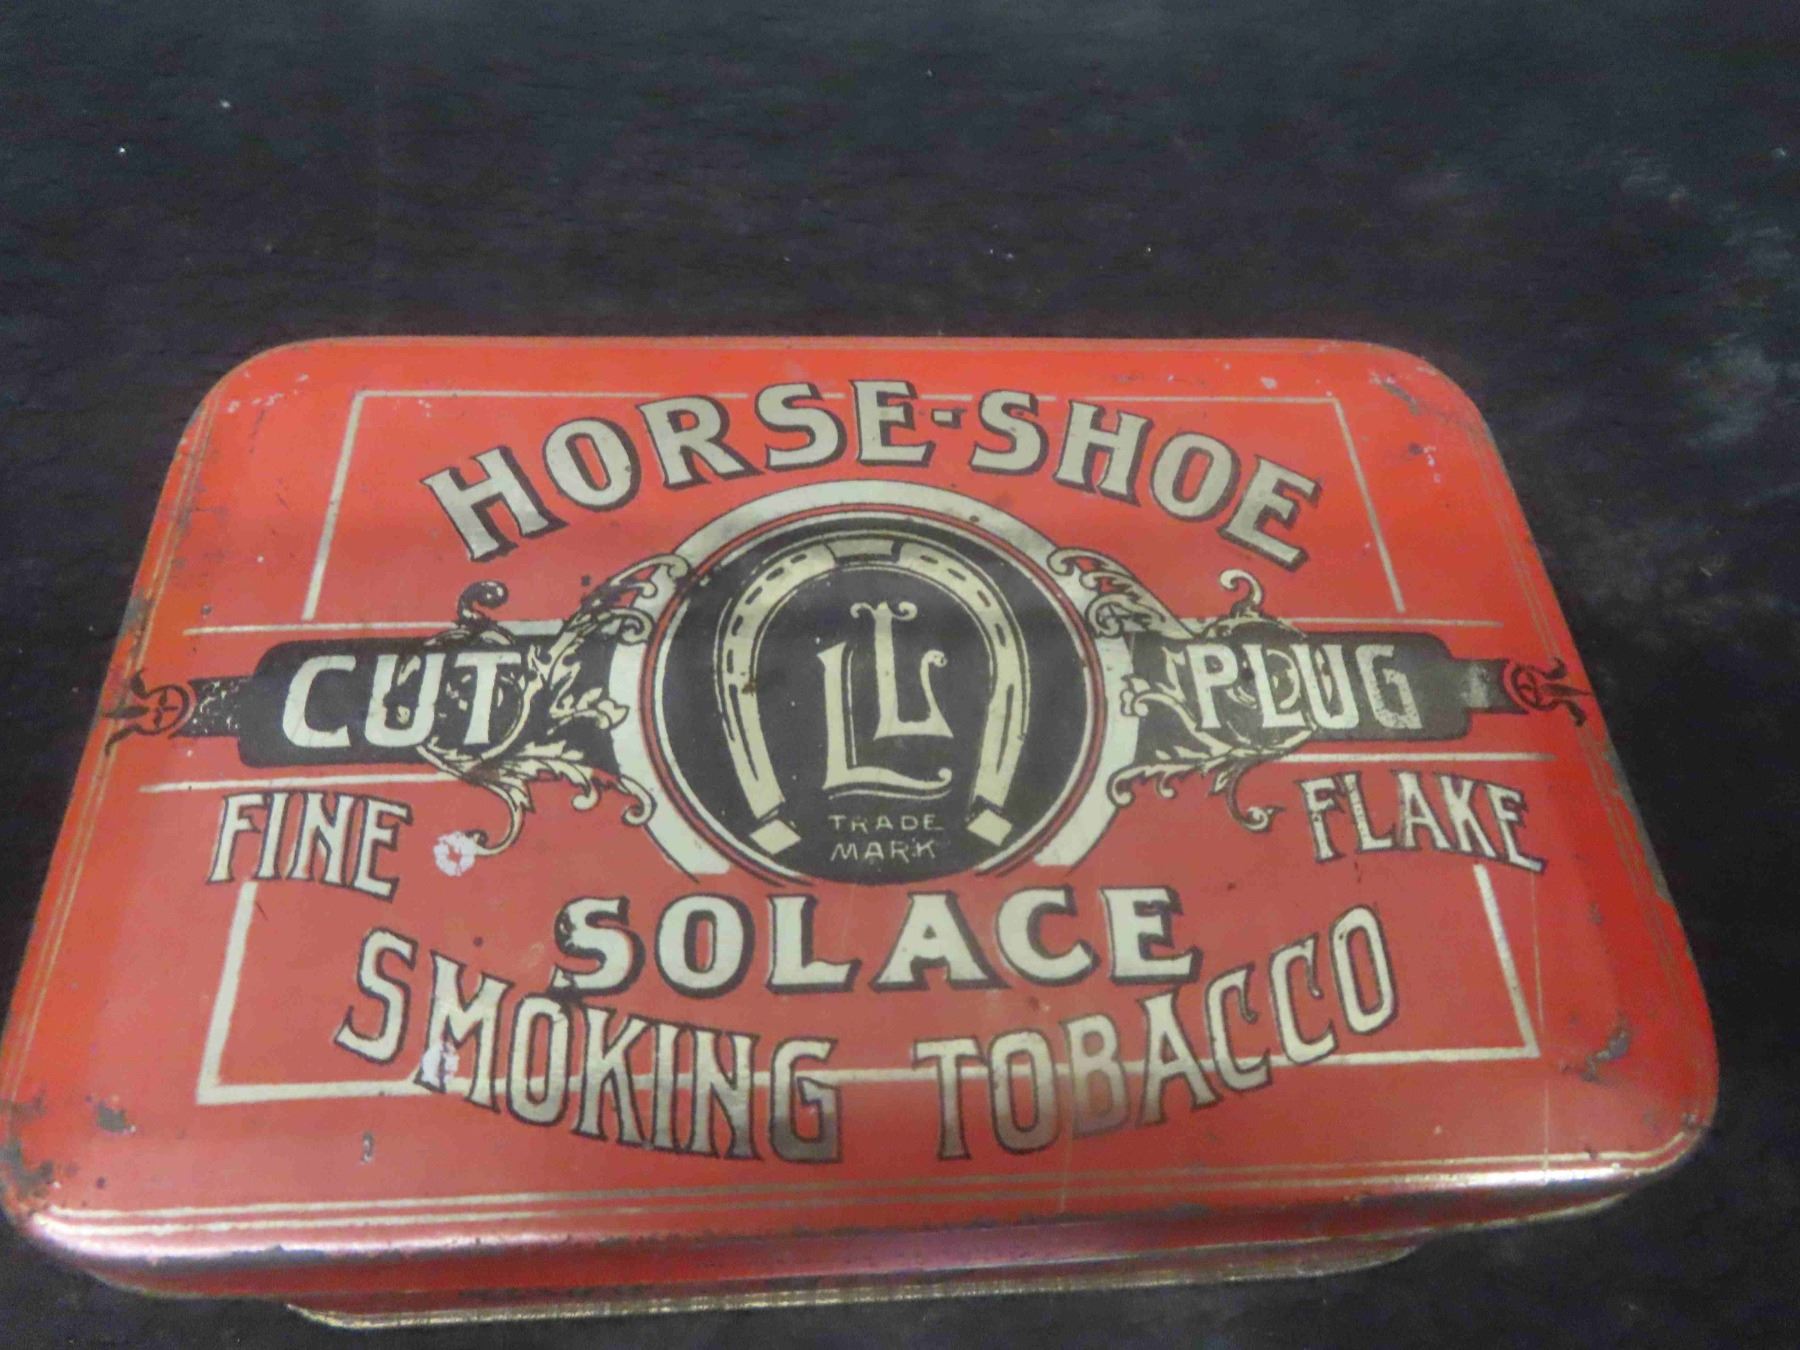 HORSE-SHOE
LL
CUT PLUG
TRADE
MARK
FINE FLAKE
SOLACE
SMOKING TOBACCO